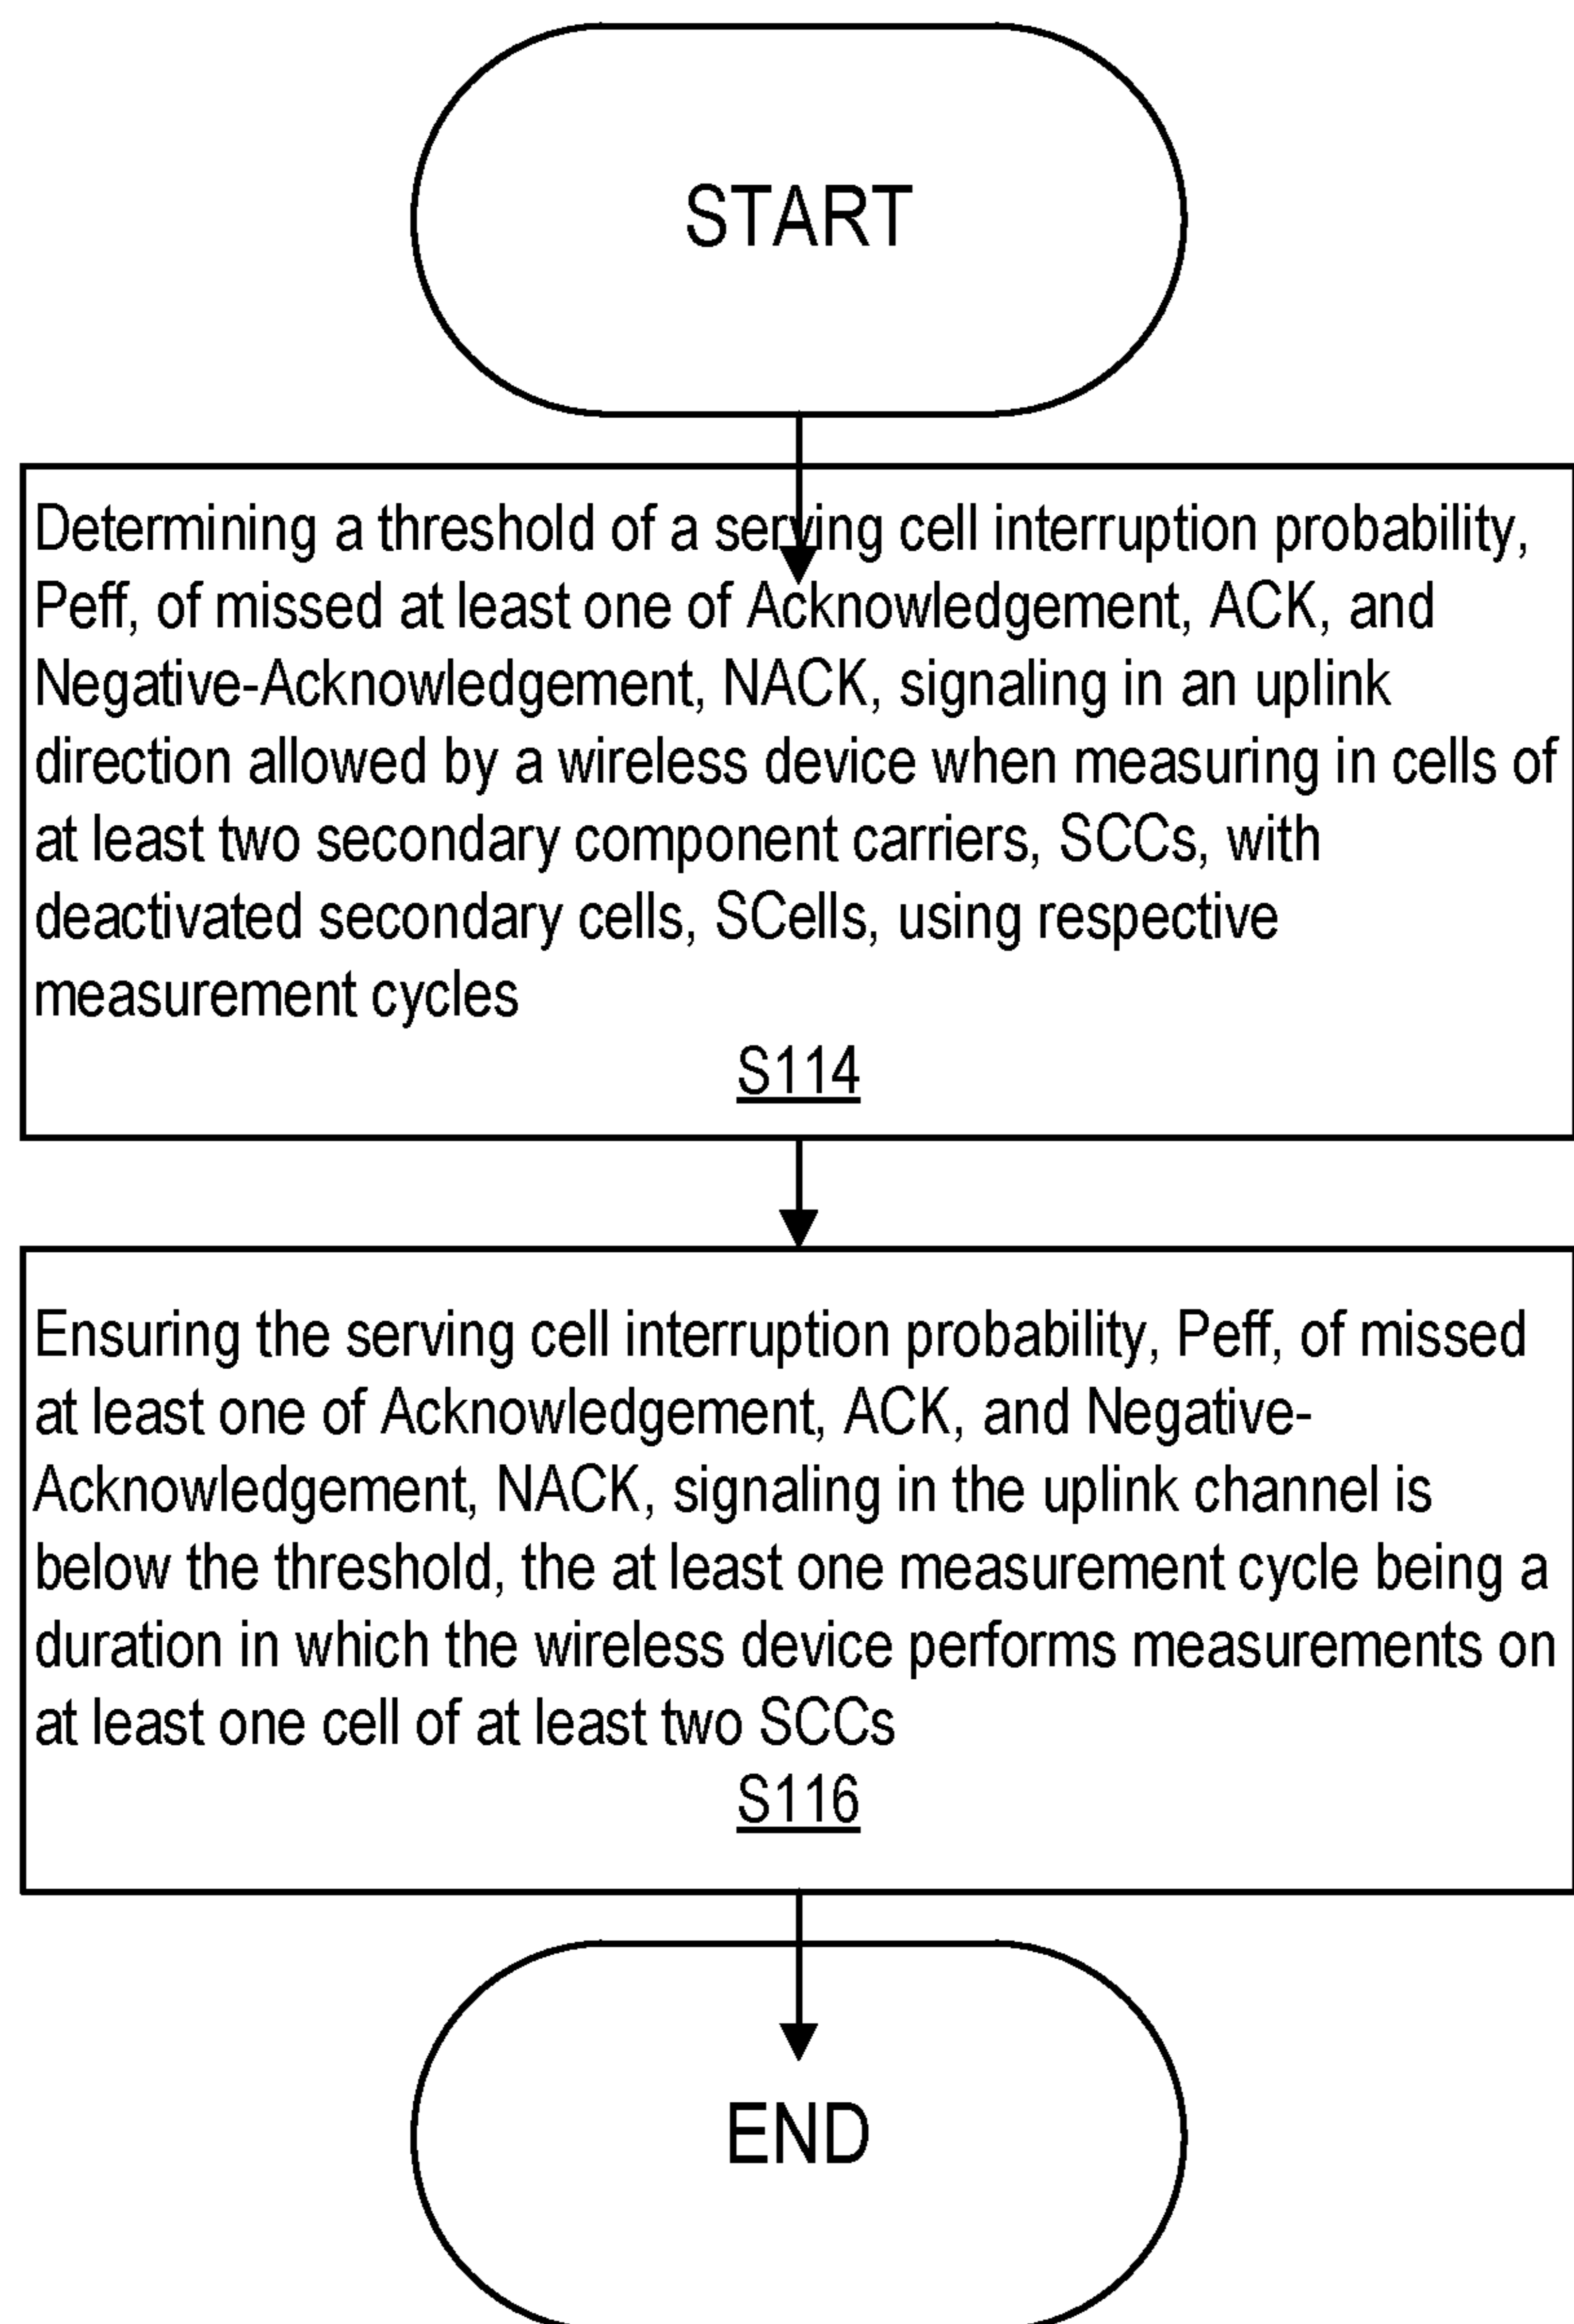 START
Determining a threshold of a serving cell interruption probability,
Peff, of missed at least one of Acknowledgement, ACK, and
Negative-Acknowledgement, NACK, signaling in an uplink
direction allowed by a wireless device when measuring in cells of
at least two secondary component carriers, SCCs, with
deactivated secondary cells, SCells, using respective
measurement cycles
S114
Ensuring the serving cell interruption probability, Peff, of missed
at least one of Acknowledgement, ACK, and Negative-
Acknowledgement, NACK, signaling in the uplink channel is
below the threshold, the at least one measurement cycle being a
duration in which the wireless device performs measurements on
at least one cell of at least two SCCs
S116
END